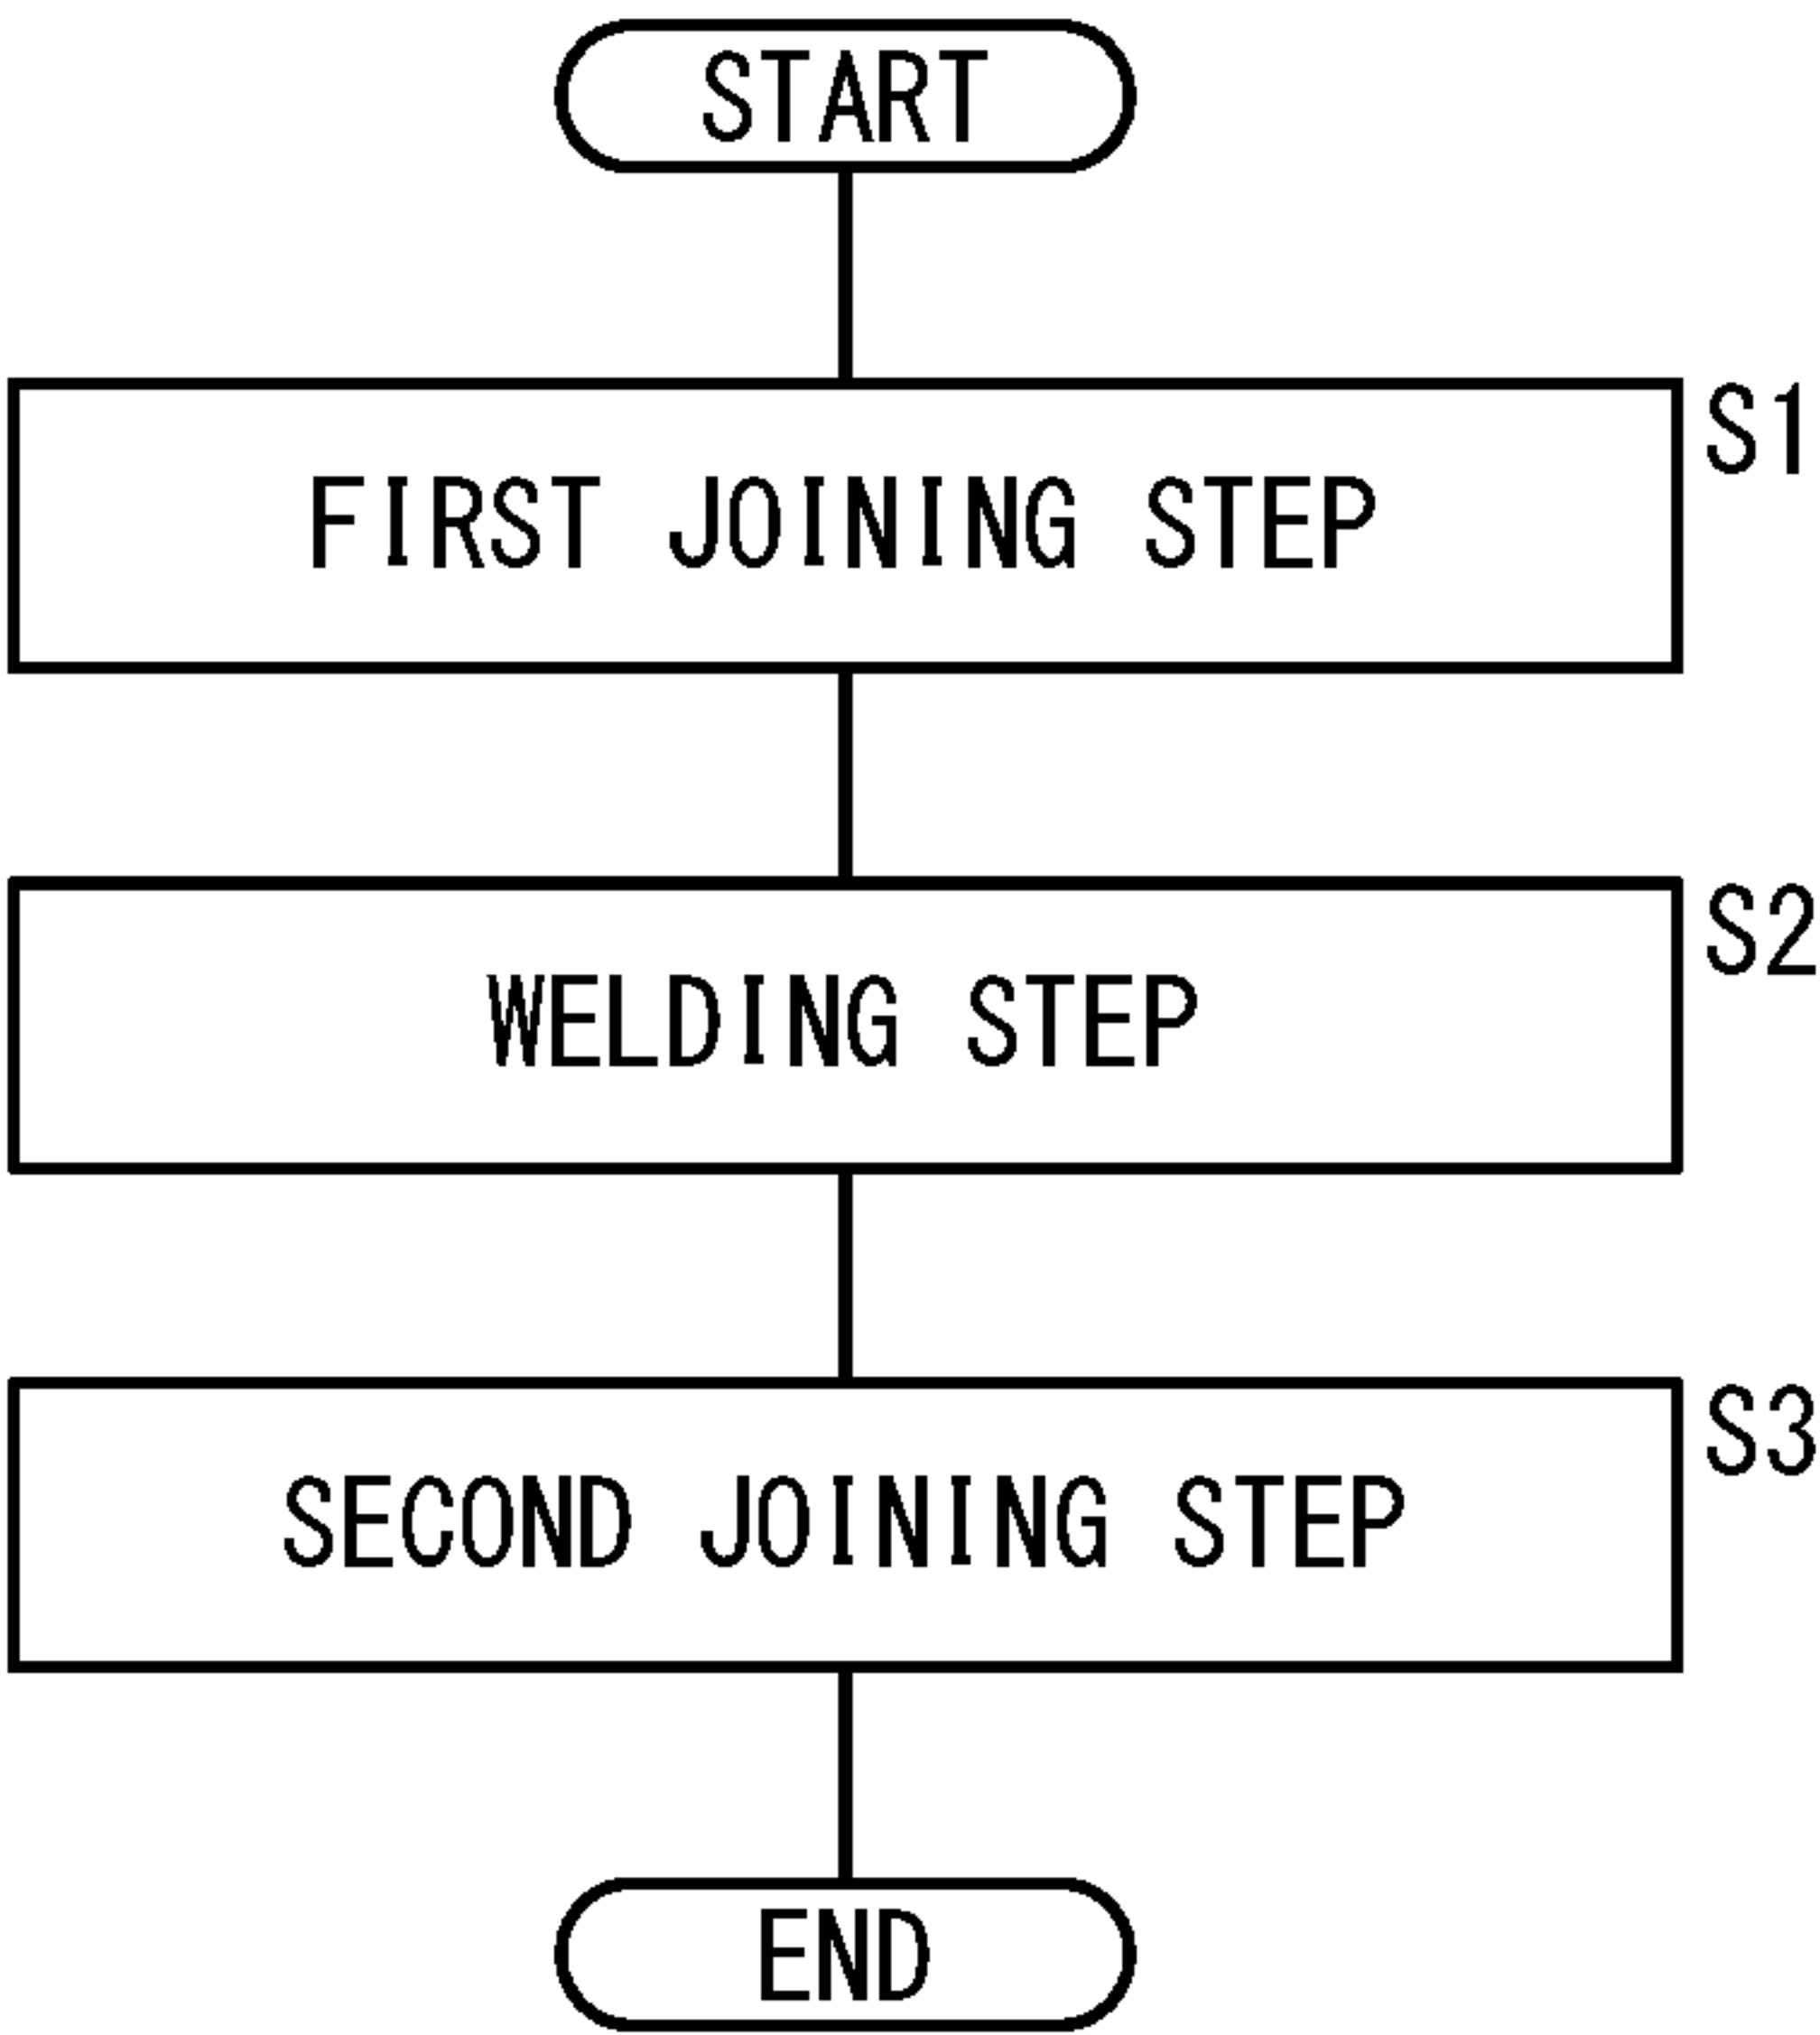 START
S1
FIRST JOINING STEP
S2
WELDING STEP
S3
SECOND JOINING STEP
END